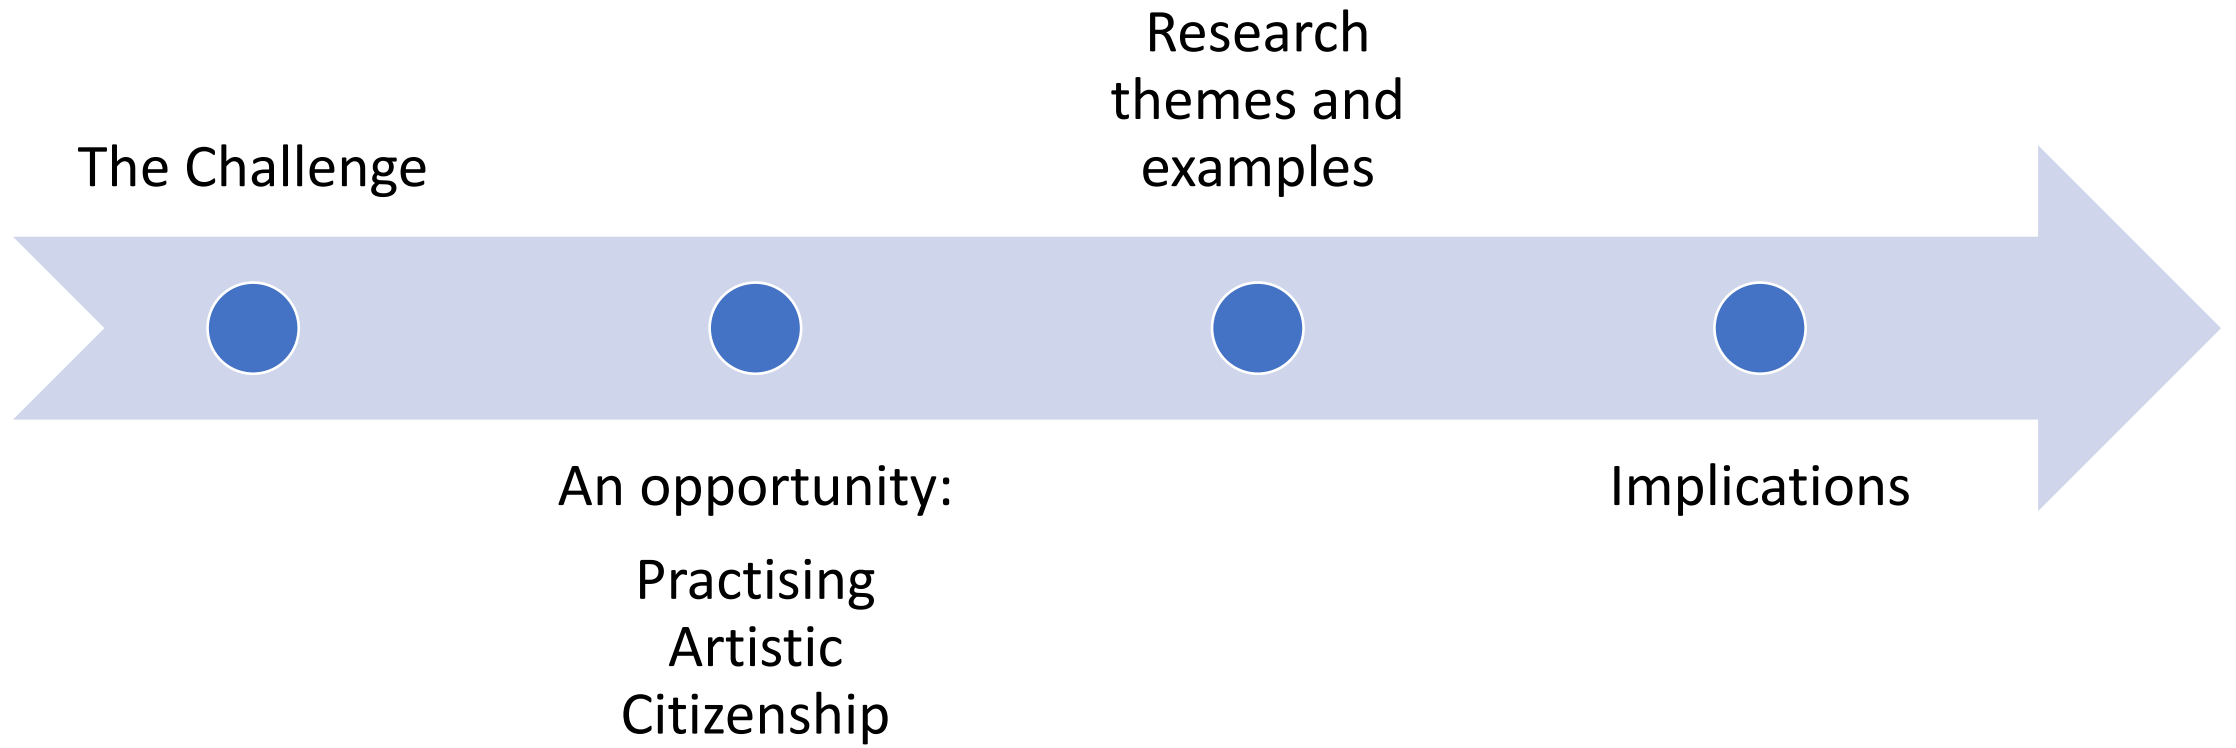 The Challenge
An opportunity:
Practising
Artistic
Citizenship
Research
themes and
examples
Implications